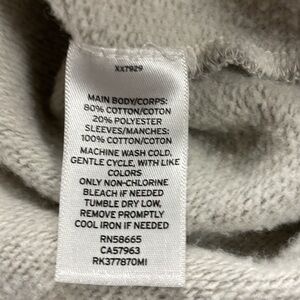 XX7929
MAIN BODY/CORPS:
80% COTTON/COTON
20% POLYESTER
SLEEVES/MANCHES:
100% COTTON/COTON
MACHINE WASH COLD,
GENTLE CYCLE, WITH LIKE
COLORS
ONLY NON-CHLORINE
BLEACH IF NEEDED
TUMBLE DRY LOW,
REMOVE PROMPTLY
COOL IRON IF NEEDED
RN58665
CA57963
RK377870MI